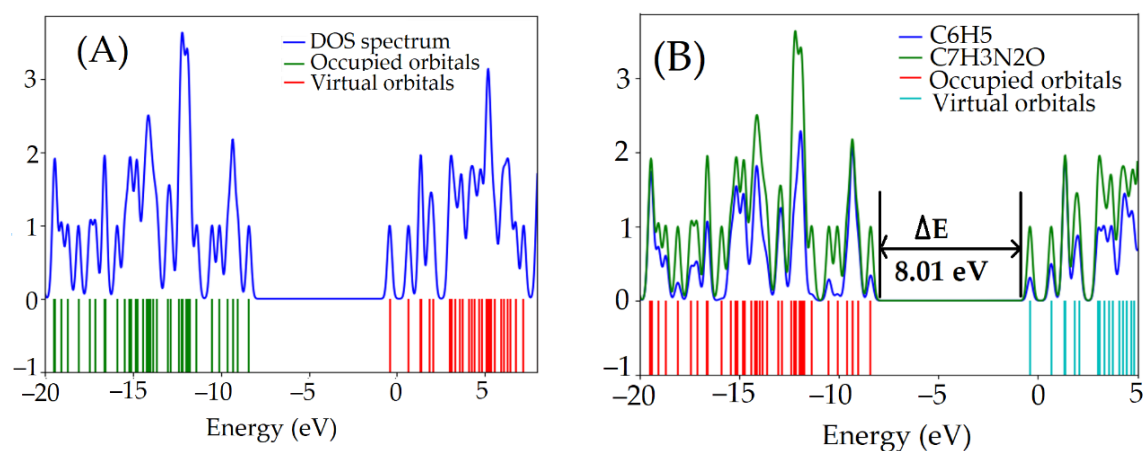 (A)
DOS spectrum
Occupied orbitals
Virtual orbitals
3
2
1
0
−1
−20
−15
−10
−5
0
5
Energy (eV)
(B)
C6H5
C7H3N2O
Occupied orbitals
Virtual orbitals
3
2
1
0
−1
ΔE
8.01 eV
−20
−15
−10
−5
0
5
Energy (eV)